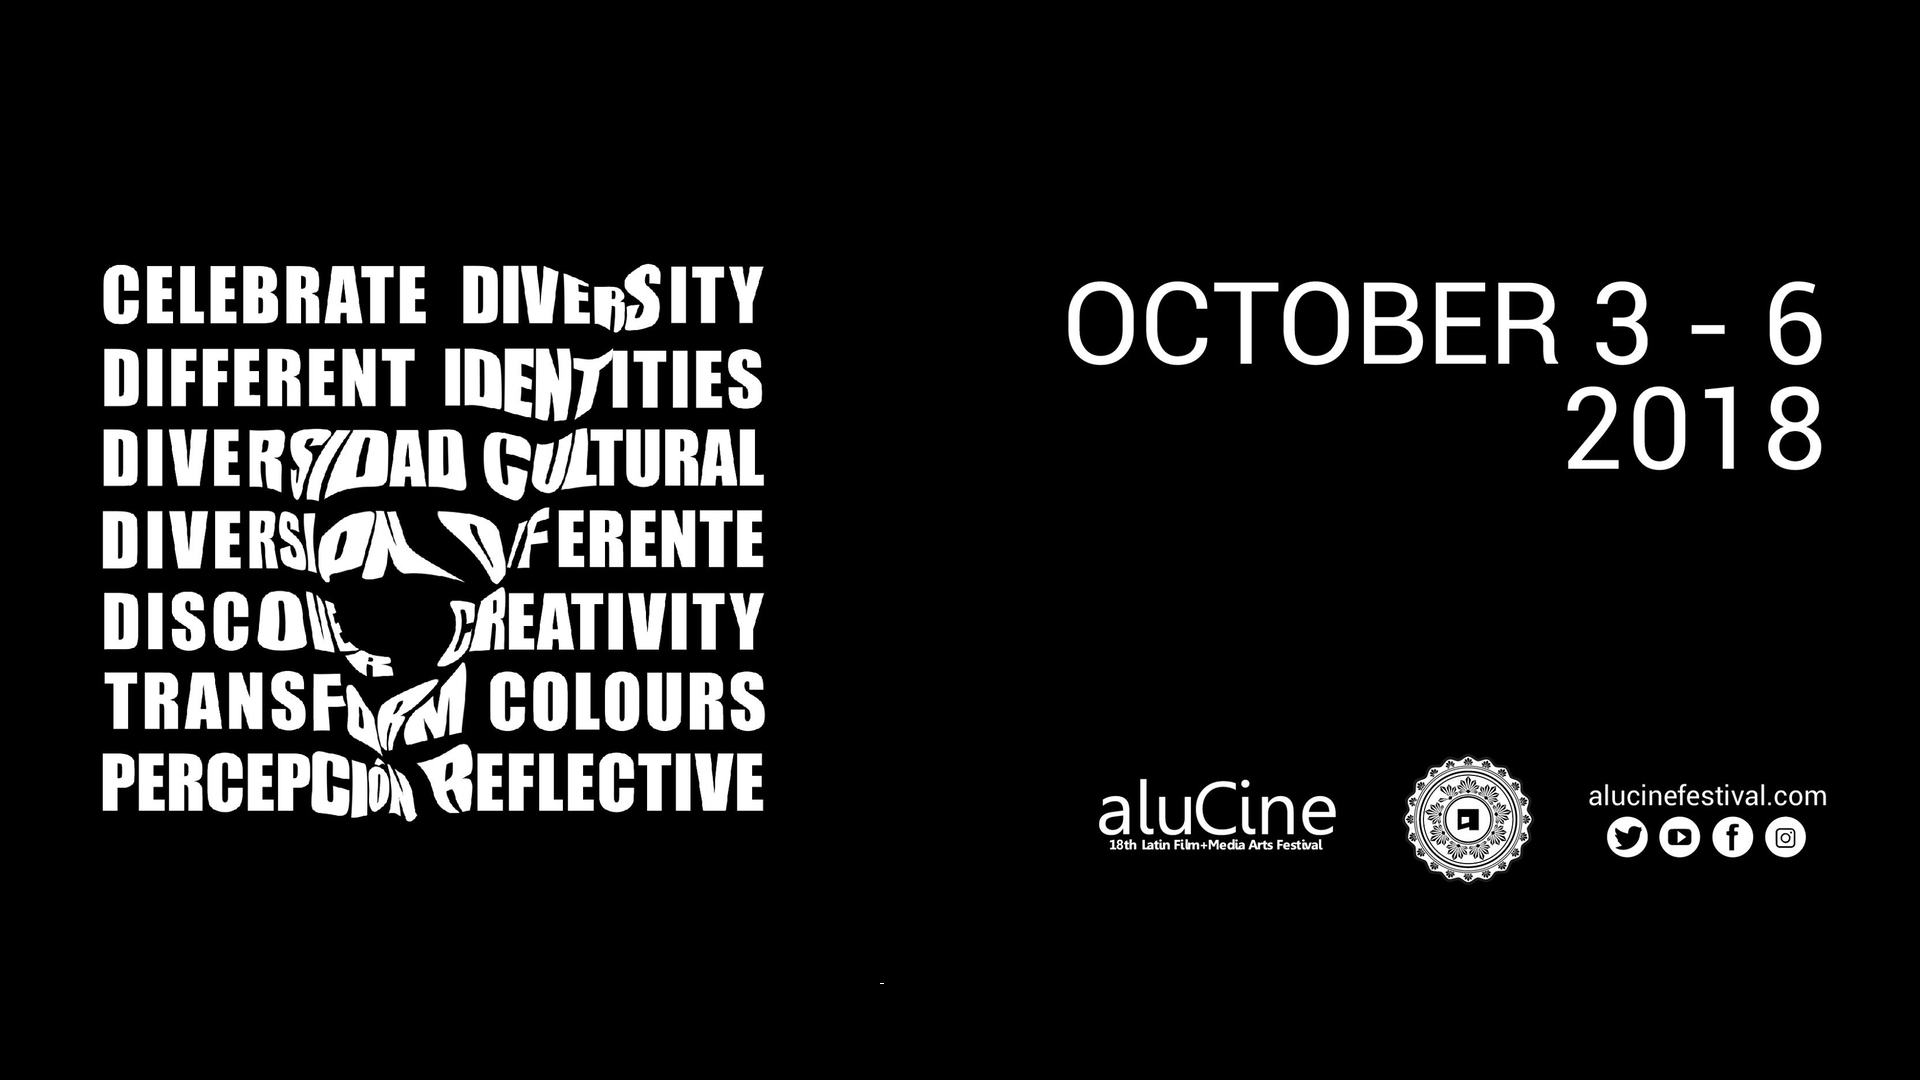 CELEBRATE DIVERSITY
DIFFERENT IDENTITIES
DIVERSIDAD CULTURAL
DIVERSION DIFERENTE
DISCOVER CREATIVITY
TRANSFORM COLOURS
PERCEPCIÓN REFLECTIVE
OCTOBER 3 - 6
2018
aluCine
18th Latin Film+Media Arts Festival
alucinefestival.com